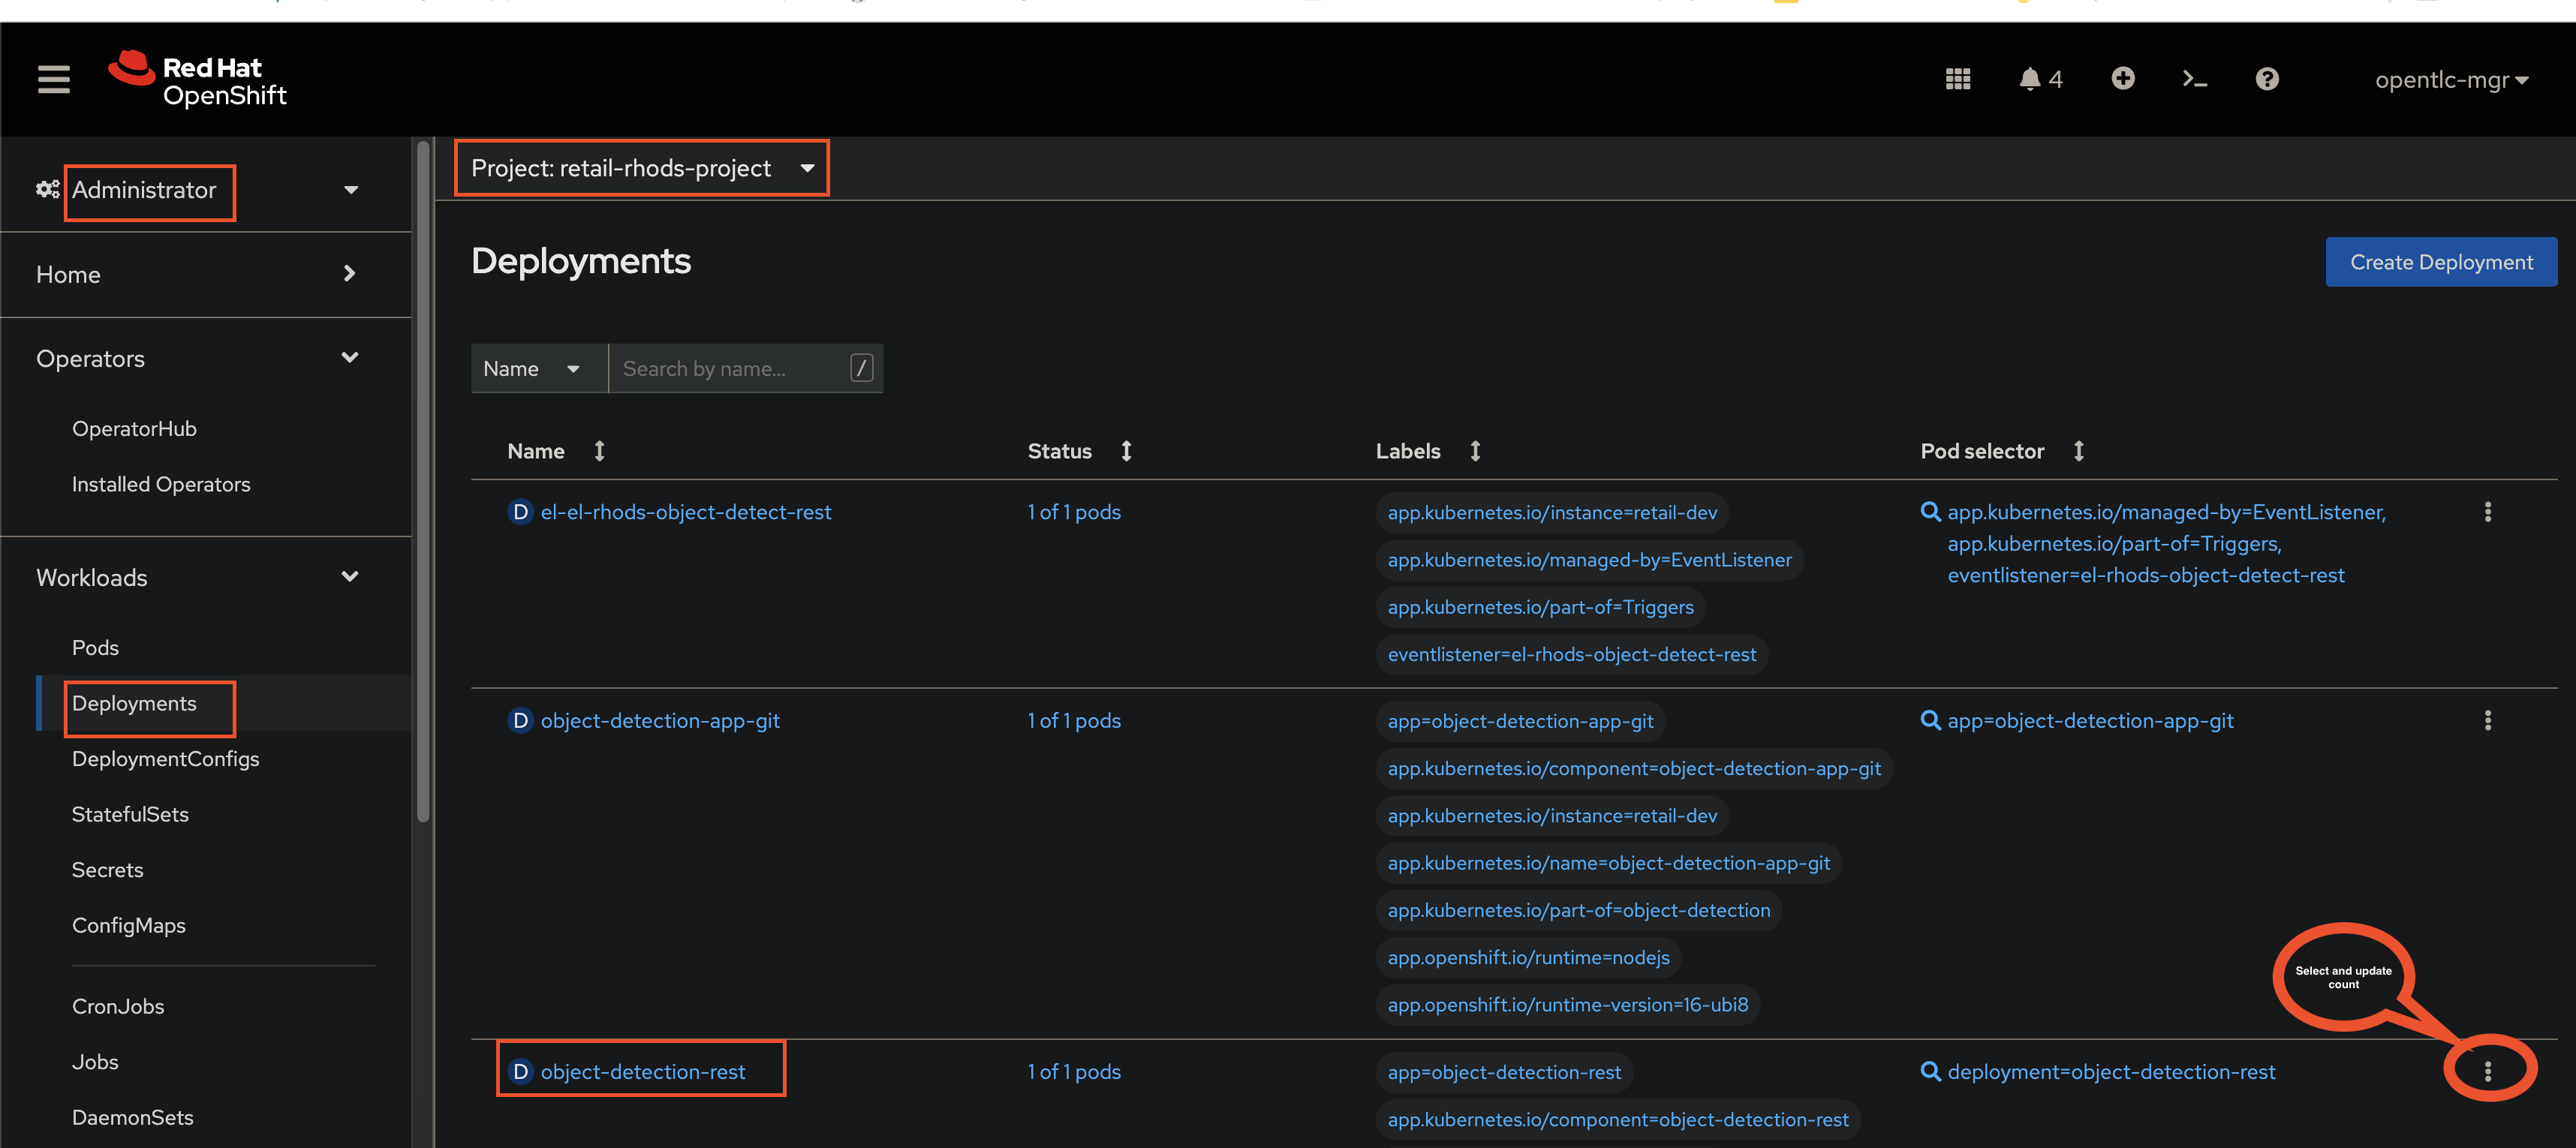 Red Hat
OpenShift
4
opentlc-mgr
Administrator
Project: retail-rhods-project
Home
Operators
OperatorHub
Installed Operators
Workloads
Pods
Deployments
DeploymentConfigs
StatefulSets
Secrets
ConfigMaps
CronJobs
Jobs
DaemonSets
Deployments
Create Deployment
Name
Search by name...
/
Name
Status
Labels
Pod selector
D el-el-rhods-object-detect-rest
1 of 1 pods
app.kubernetes.io/instance=retail-dev
app.kubernetes.io/managed-by=EventListener
app.kubernetes.io/part-of=Triggers
eventlistener=el-rhods-object-detect-rest
app.kubernetes.io/managed-by=EventListener,
app.kubernetes.io/part-of=Triggers,
eventlistener=el-rhods-object-detect-rest
D object-detection-app-git
1 of 1 pods
app=object-detection-app-git
app.kubernetes.io/component=object-detection-app-git
app.kubernetes.io/instance=retail-dev
app.kubernetes.io/name=object-detection-app-git
app.kubernetes.io/part-of=object-detection
app.openshift.io/runtime=nodejs
app.openshift.io/runtime-version=16-ubi8
app=object-detection-app-git
Select and update
count
D object-detection-rest
1 of 1 pods
app=object-detection-rest
app.kubernetes.io/component=object-detection-rest
deployment=object-detection-rest